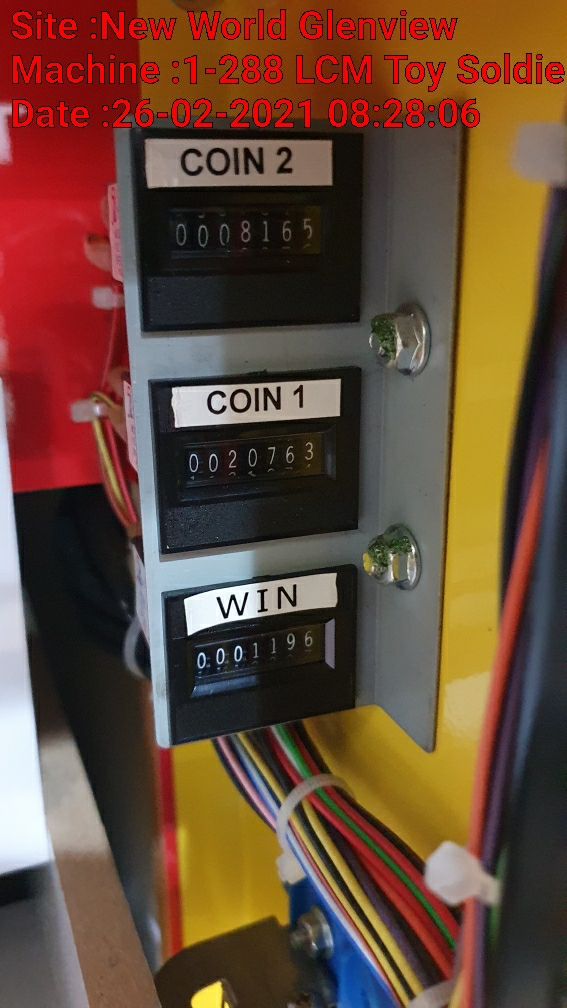 Site :New World Glenview
Machine :1-288 LCM Toy Soldie
Date :26-02-2021 08:28:06
COIN 2
0008165
COIN 1
0020763
WIN
0001196